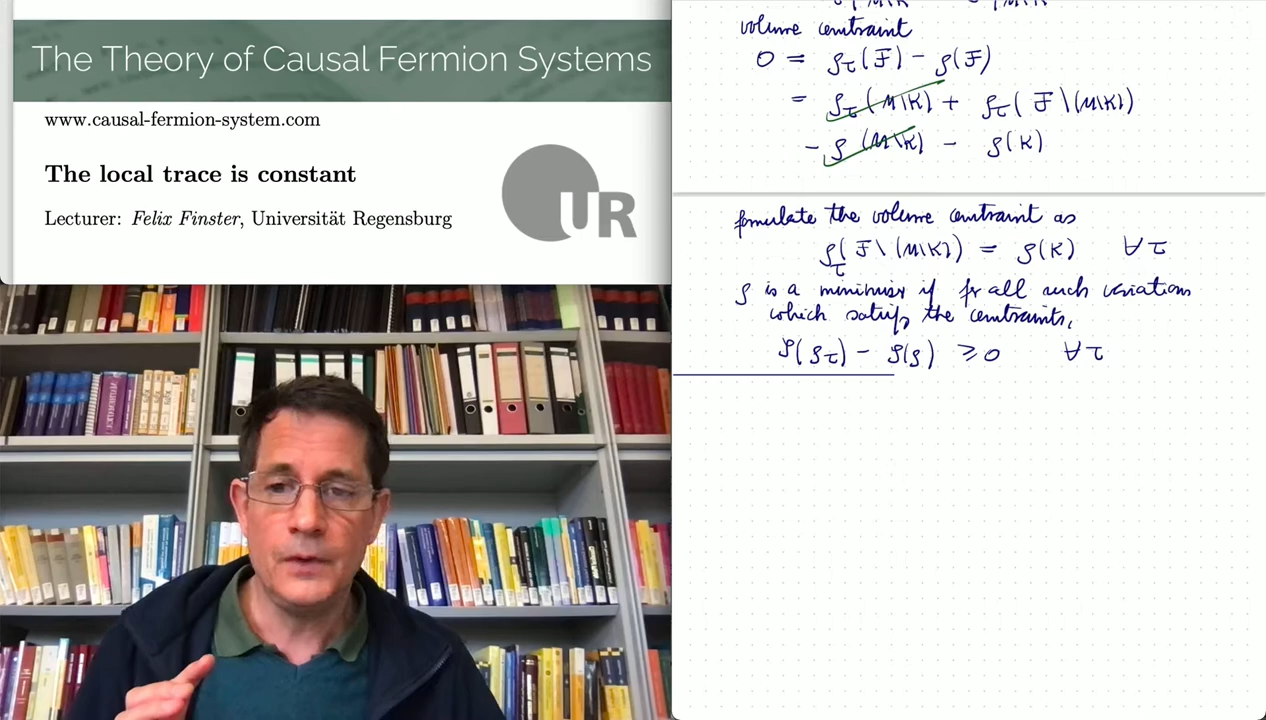 The Theory of Causal Fermion Systems
www.causal-fermion-system.com
The local trace is constant
Lecturer: Felix Finster, Universität Regensburg
UR
volume constraint
0 = ρ_τ(F) − ρ(F)
= ρ_τ(M\K) + ρ_τ(F\(M\K))
− ρ(M\K) − ρ(K)
formulate the volume constraint as
ρ_τ(F\(M\K)) = ρ(K) ∀τ
ρ is a minimizer if for all such variations
which satisfy the constraints,
S(ρ_τ) − S(ρ) ≥ 0 ∀τ